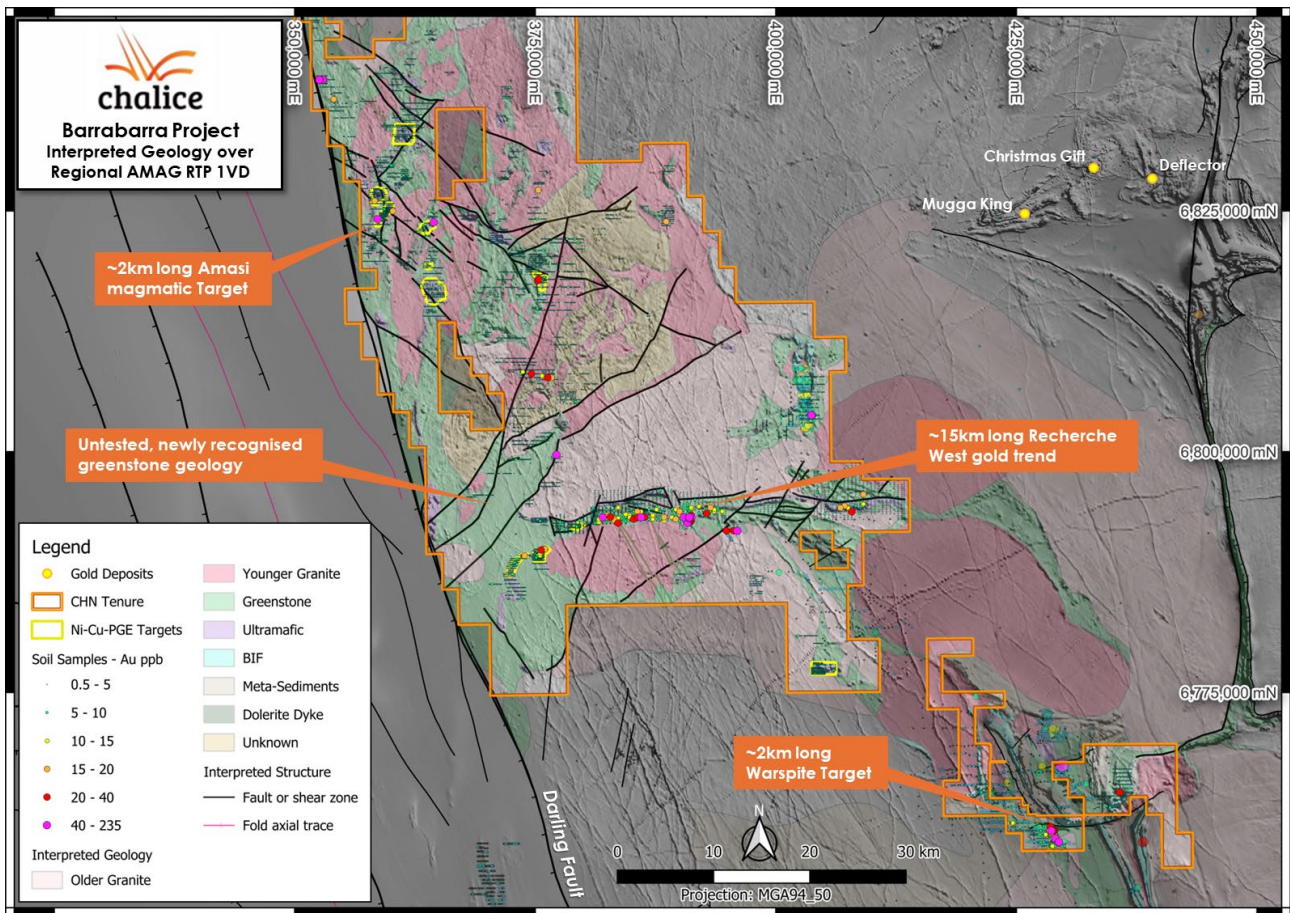 chalice
Barrabarra Project
Interpreted Geology over
Regional AMAG RTP 1VD
350,000 mE
375,000 mE
400,000 mE
425,000 mE
450,000 mE
Christmas Gift
Deflector
Mugga King
6,825,000 mN
~2km long Amasi
magmatic Target
Untested, newly recognised
greenstone geology
~15km long Recherche
West gold trend
6,800,000 mN
6,775,000 mN
~2km long
Warspite Target
Darling Fault
Legend
Gold Deposits
CHN Tenure
Ni-Cu-PGE Targets
Soil Samples - Au ppb
0.5 - 5
5 - 10
10 - 15
15 - 20
20 - 40
40 - 235
Interpreted Geology
Older Granite
Younger Granite
Greenstone
Ultramafic
BIF
Meta-Sediments
Dolerite Dyke
Unknown
Interpreted Structure
Fault or shear zone
Fold axial trace
N
0 10 20 30 km
Projection: MGA94_50